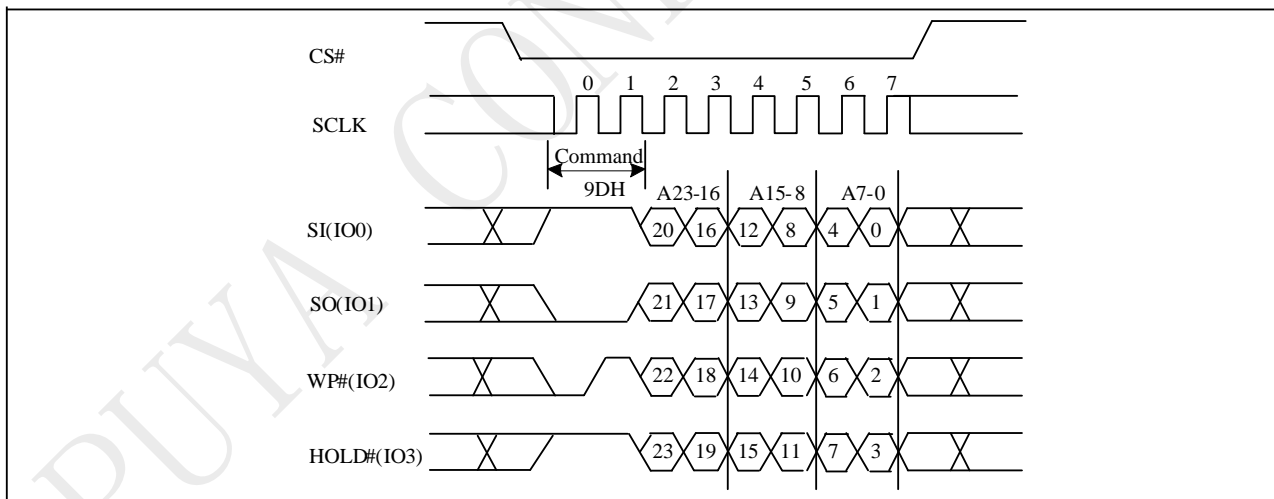 CS#
0 1 2 3 4 5 6 7
SCLK
Command
9DH
A23-16 A15-8 A7-0
SI(IO0)
20 16 12 8 4 0
SO(IO1)
21 17 13 9 5 1
WP#(IO2)
22 18 14 10 6 2
HOLD#(IO3)
23 19 15 11 7 3
PUYA